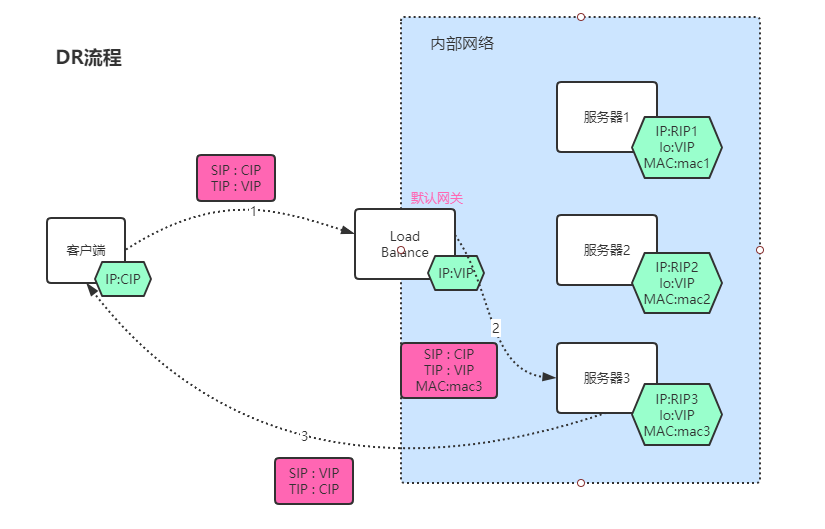 DR流程
内部网络
服务器1
IP:RIP1
lo:VIP
MAC:mac1
SIP : CIP
TIP : VIP
1
默认网关
客户端
IP:CIP
Load
Balance
IP:VIP
服务器2
IP:RIP2
lo:VIP
MAC:mac2
2
SIP : CIP
TIP : VIP
MAC:mac3
服务器3
IP:RIP3
lo:VIP
MAC:mac3
3
SIP : VIP
TIP : CIP